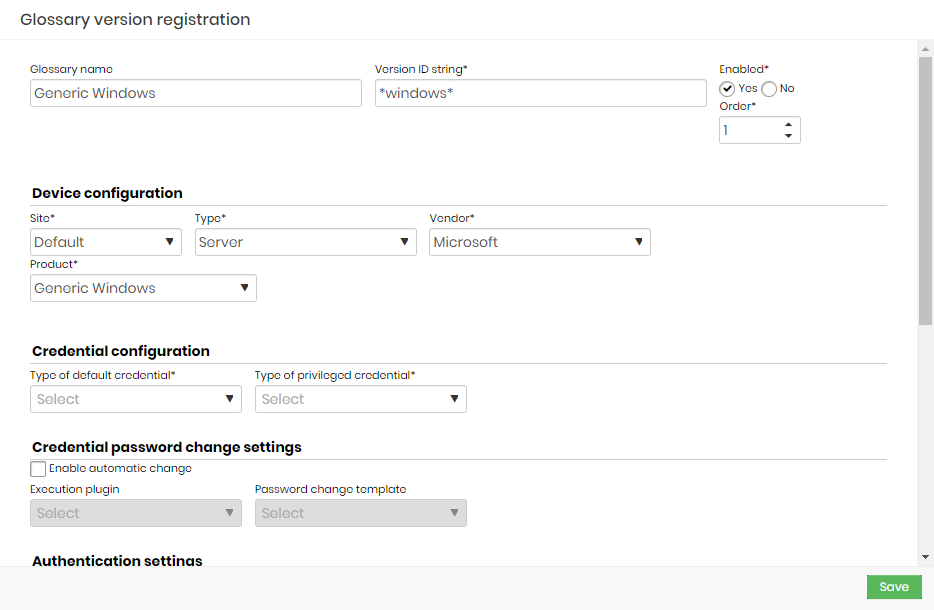 Glossary version registration
Glossary name
Version ID string*
Enabled*
Generic Windows
*windows*
Yes No
Order*
1
Device configuration
Site*
Type*
Vendor*
Default
Server
Microsoft
Product*
Generic Windows
Credential configuration
Type of default credential*
Type of privileged credential*
Select
Select
Credential password change settings
Enable automatic change
Execution plugin
Password change template
Select
Select
Authentication settings
Save